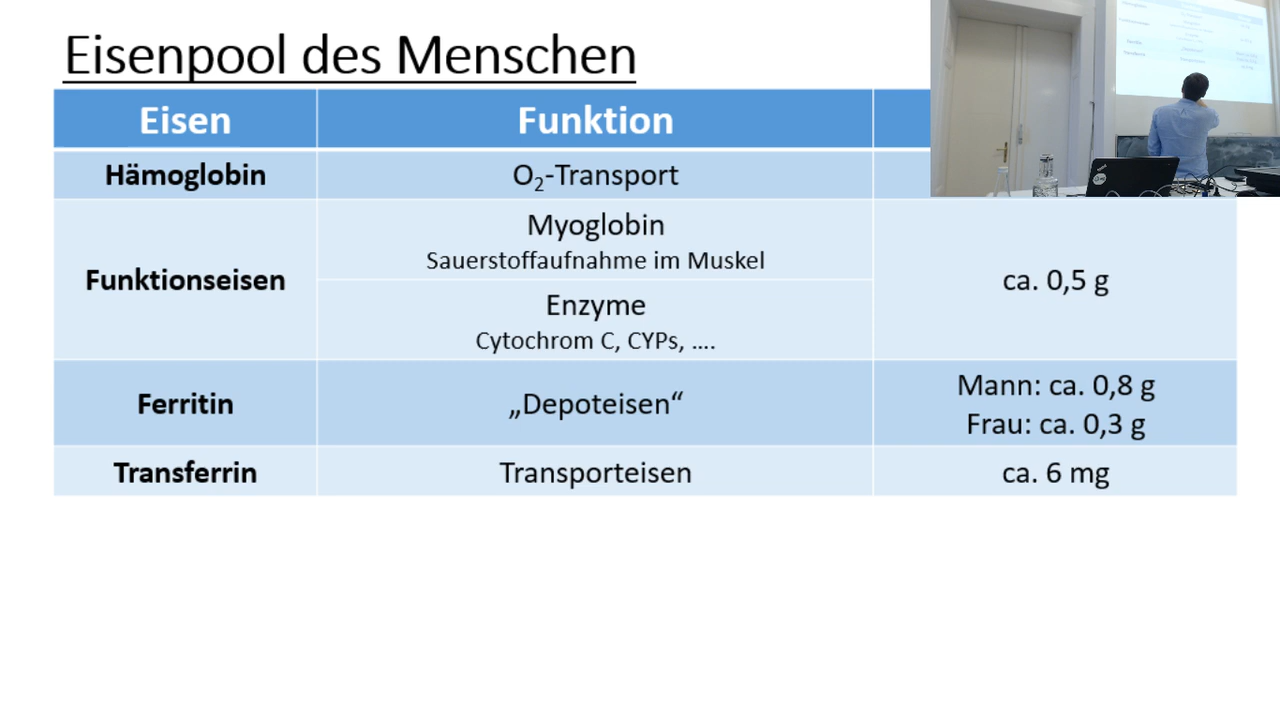 Eisenpool des Menschen
Eisen
Funktion
Hämoglobin
O₂-Transport
Funktionseisen
Myoglobin
Sauerstoffaufnahme im Muskel
ca. 0,5 g
Enzyme
Cytochrom C, CYPs, ....
Ferritin
„Depoteisen“
Mann: ca. 0,8 g
Frau: ca. 0,3 g
Transferrin
Transporteisen
ca. 6 mg